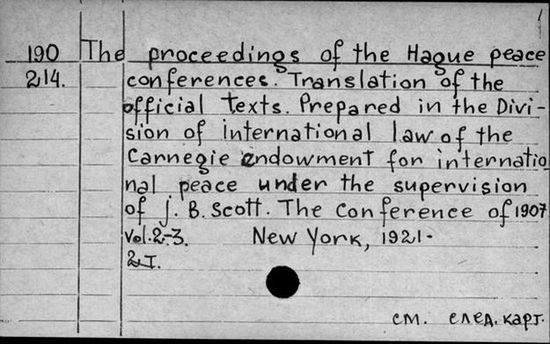 190 The proceedings of the Hague peace
214. conferences. Translation of the
official texts. Prepared in the Divi-
sion of international law of the
Carnegie endowment for internatio
nal peace under the supervision
of J. B. Scott. The Conference of 1907
Vol. 2-3. New York, 1921-
2 T.
см. след. карт.